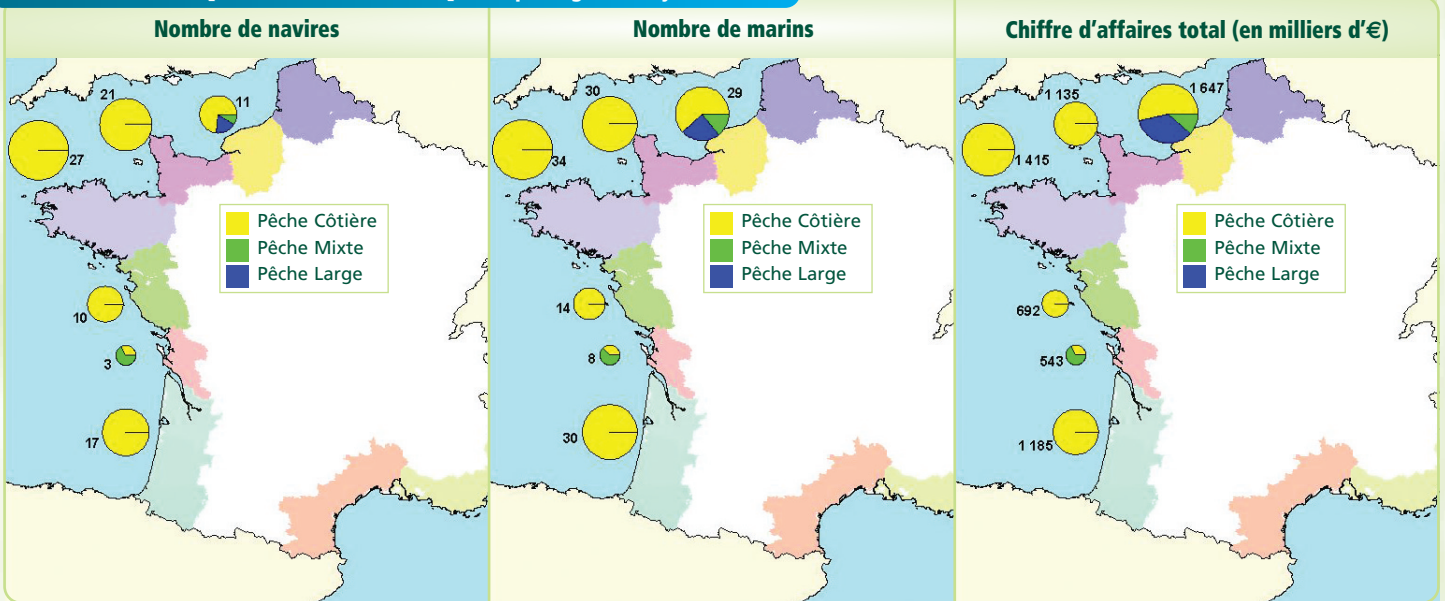 Nombre de navires
21
11
27
Pêche Côtière
Pêche Mixte
Pêche Large
10
3
17
Nombre de marins
30
29
34
Pêche Côtière
Pêche Mixte
Pêche Large
14
8
30
Chiffre d'affaires total (en milliers d'€)
1 135
1 647
1 415
Pêche Côtière
Pêche Mixte
Pêche Large
692
543
1 185